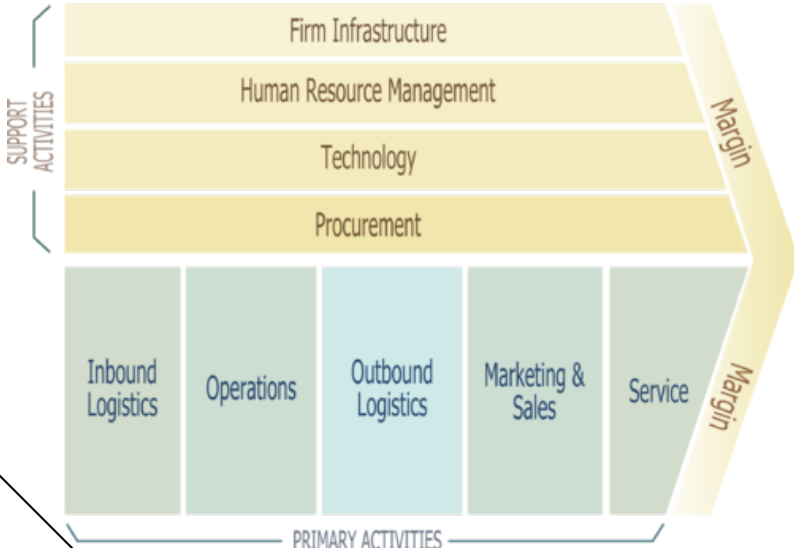 Firm Infrastructure
Human Resource Management
Technology
Procurement
SUPPORT
ACTIVITIES
Margin
Inbound
Logistics
Operations
Outbound
Logistics
Marketing &
Sales
Service
Margin
PRIMARY ACTIVITIES